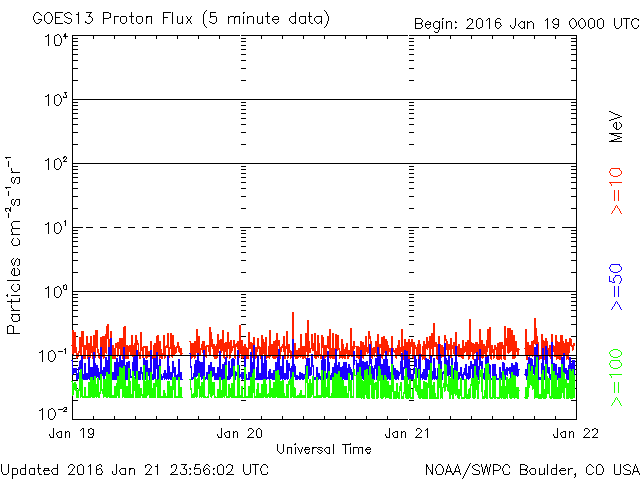 GOES13 Proton Flux (5 minute data)
Begin: 2016 Jan 19 0000 UTC
10⁴
10³
10²
10¹
10⁰
10⁻¹
10⁻²
Particles cm⁻²s⁻¹sr⁻¹
MeV
>=10
>=50
>=100
Jan 19
Jan 20
Jan 21
Jan 22
Universal Time
Updated 2016 Jan 21 23:56:02 UTC
NOAA/SWPC Boulder, CO USA